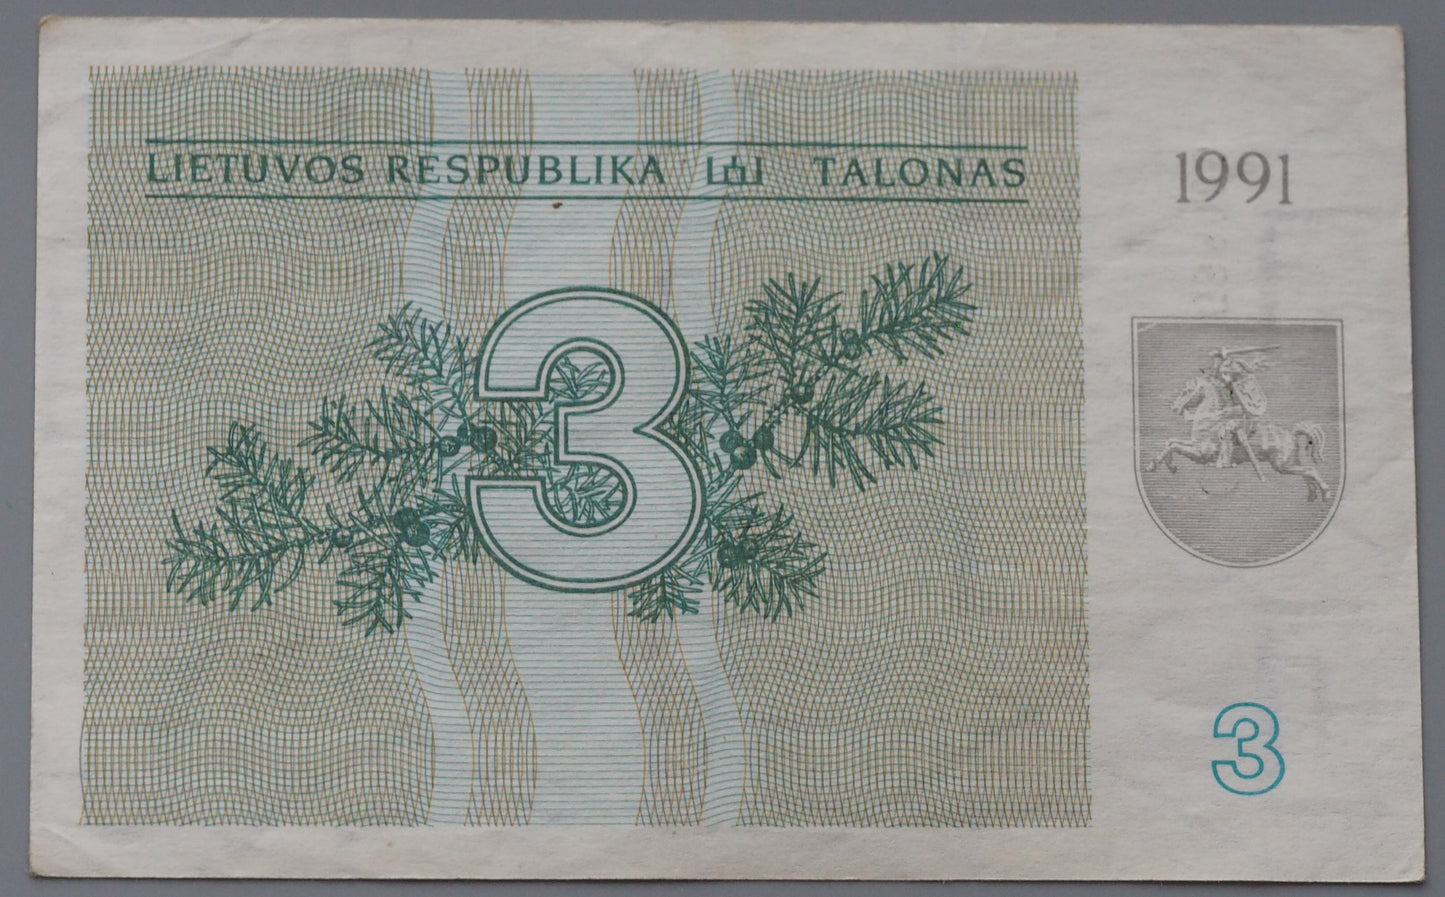 LIETUVOS RESPUBLIKA TALONAS
1991
3
3